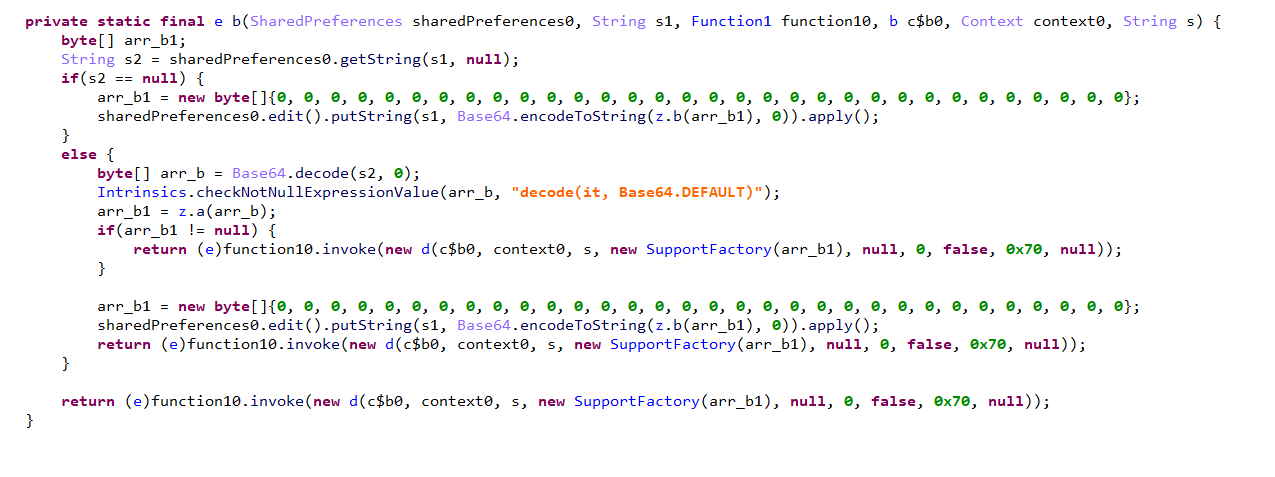 private static final e b(SharedPreferences sharedPreferences0, String s1, Function1 function10, b c$b0, Context context0, String s) {
    byte[] arr_b1;
    String s2 = sharedPreferences0.getString(s1, null);
    if(s2 == null) {
        arr_b1 = new byte[]{0, 0, 0, 0, 0, 0, 0, 0, 0, 0, 0, 0, 0, 0, 0, 0, 0, 0, 0, 0, 0, 0, 0, 0, 0, 0, 0, 0, 0, 0, 0, 0};
        sharedPreferences0.edit().putString(s1, Base64.encodeToString(z.b(arr_b1), 0)).apply();
    }
    else {
        byte[] arr_b = Base64.decode(s2, 0);
        Intrinsics.checkNotNullExpressionValue(arr_b, "decode(it, Base64.DEFAULT)");
        arr_b1 = z.a(arr_b);
        if(arr_b1 != null) {
            return (e)function10.invoke(new d(c$b0, context0, s, new SupportFactory(arr_b1), null, 0, false, 0x70, null));
        }

        arr_b1 = new byte[]{0, 0, 0, 0, 0, 0, 0, 0, 0, 0, 0, 0, 0, 0, 0, 0, 0, 0, 0, 0, 0, 0, 0, 0, 0, 0, 0, 0, 0, 0, 0, 0};
        sharedPreferences0.edit().putString(s1, Base64.encodeToString(z.b(arr_b1), 0)).apply();
        return (e)function10.invoke(new d(c$b0, context0, s, new SupportFactory(arr_b1), null, 0, false, 0x70, null));
    }

    return (e)function10.invoke(new d(c$b0, context0, s, new SupportFactory(arr_b1), null, 0, false, 0x70, null));
}